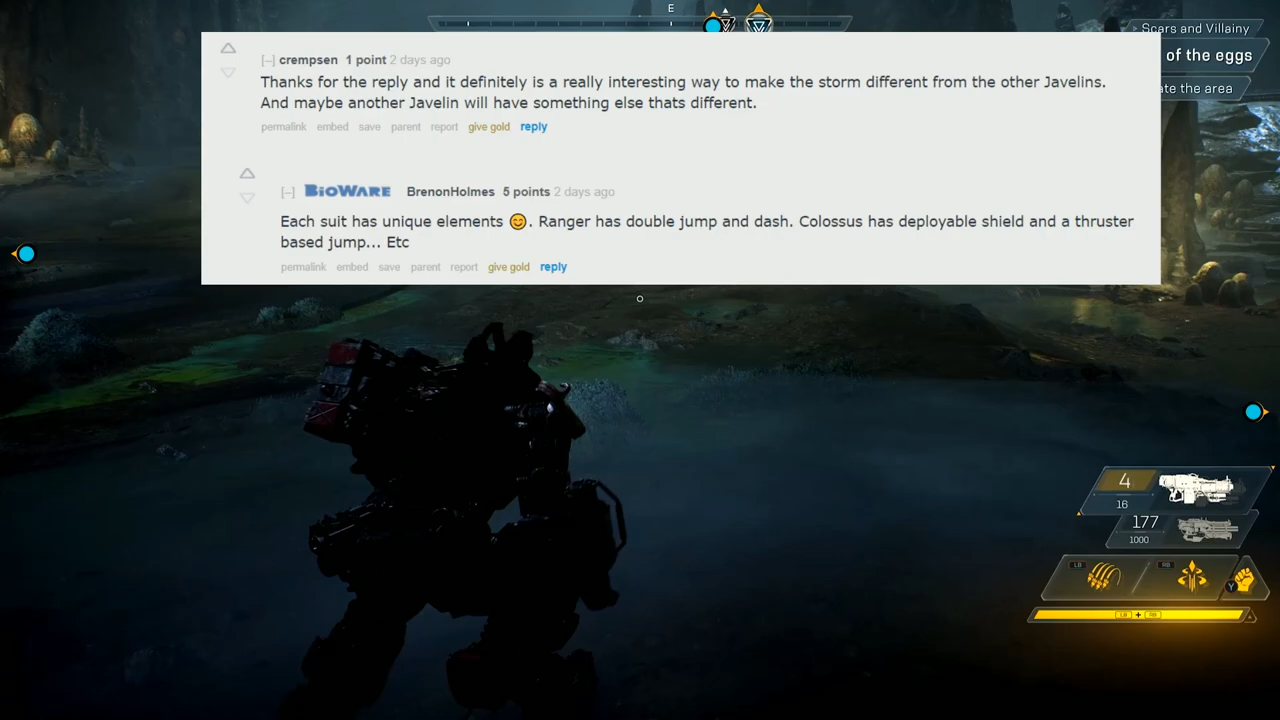 E
> Scars and Villainy
of the eggs
ate the area
[–] crempsen 1 point 2 days ago
Thanks for the reply and it definitely is a really interesting way to make the storm different from the other Javelins.
And maybe another Javelin will have something else thats different.
permalink embed save parent report give gold reply
[–] BIOWARE BrenonHolmes 5 points 2 days ago
Each suit has unique elements 😊. Ranger has double jump and dash. Colossus has deployable shield and a thruster
based jump... Etc
permalink embed save parent report give gold reply
4
16
177
1000
LB RB Y
LB + RB